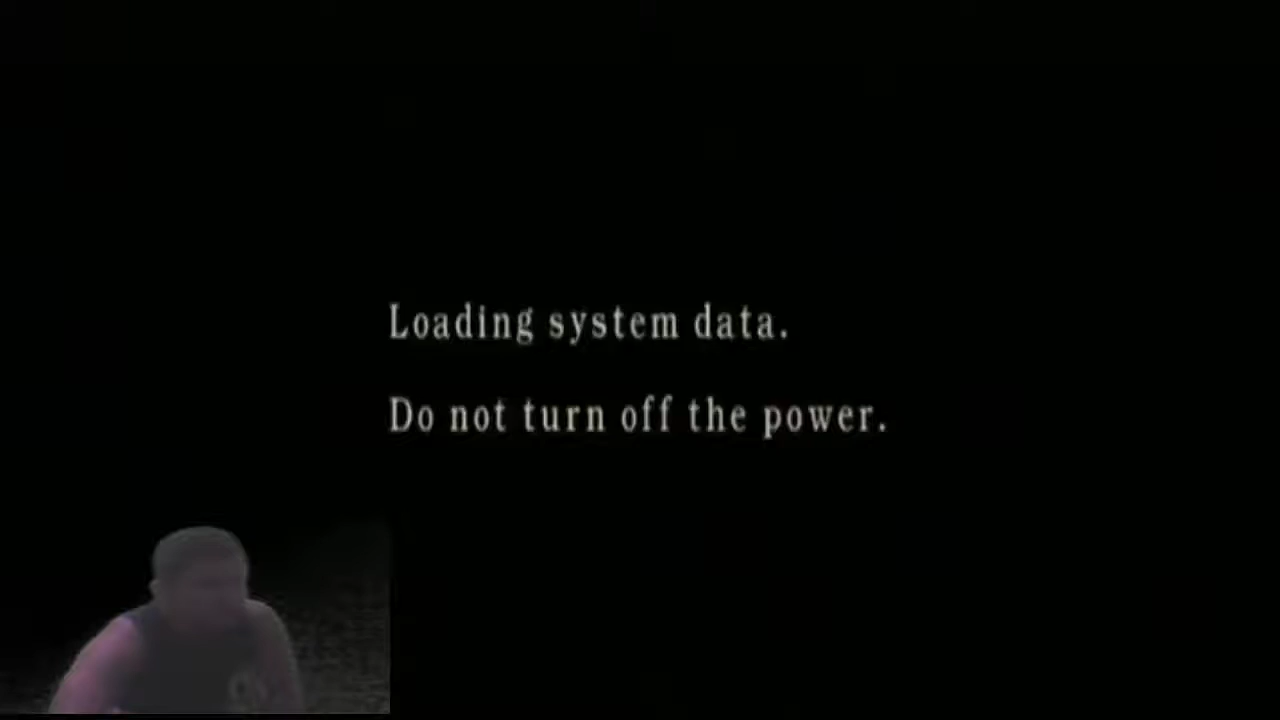 Loading system data.
Do not turn off the power.